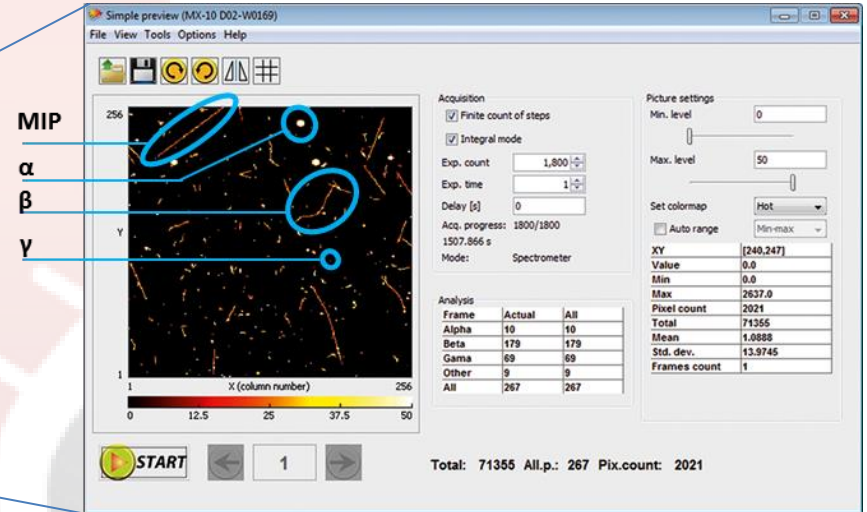 Simple preview (MX-10 D02-W0169)
File View Tools Options Help
MIP
α
β
γ
256
Y
1
1 X (column number) 256
0 12.5 25 37.5 50
Acquisition
Finite count of steps
Integral mode
Exp. count 1,800
Exp. time 1
Delay [s] 0
Acq. progress: 1800/1800
1507.866 s
Mode: Spectrometer
Analysis
Frame Actual All
Alpha 10 10
Beta 179 179
Gama 69 69
Other 9 9
All 267 267
Picture settings
Min. level 0
Max. level 50
Set colormap Hot
Auto range Min-max
XY [240,247]
Value 0.0
Min 0.0
Max 2637.0
Pixel count 2021
Total 71355
Mean 1.0888
Std. dev. 13.9745
Frames count 1
START 1
Total: 71355 All.p.: 267 Pix.count: 2021